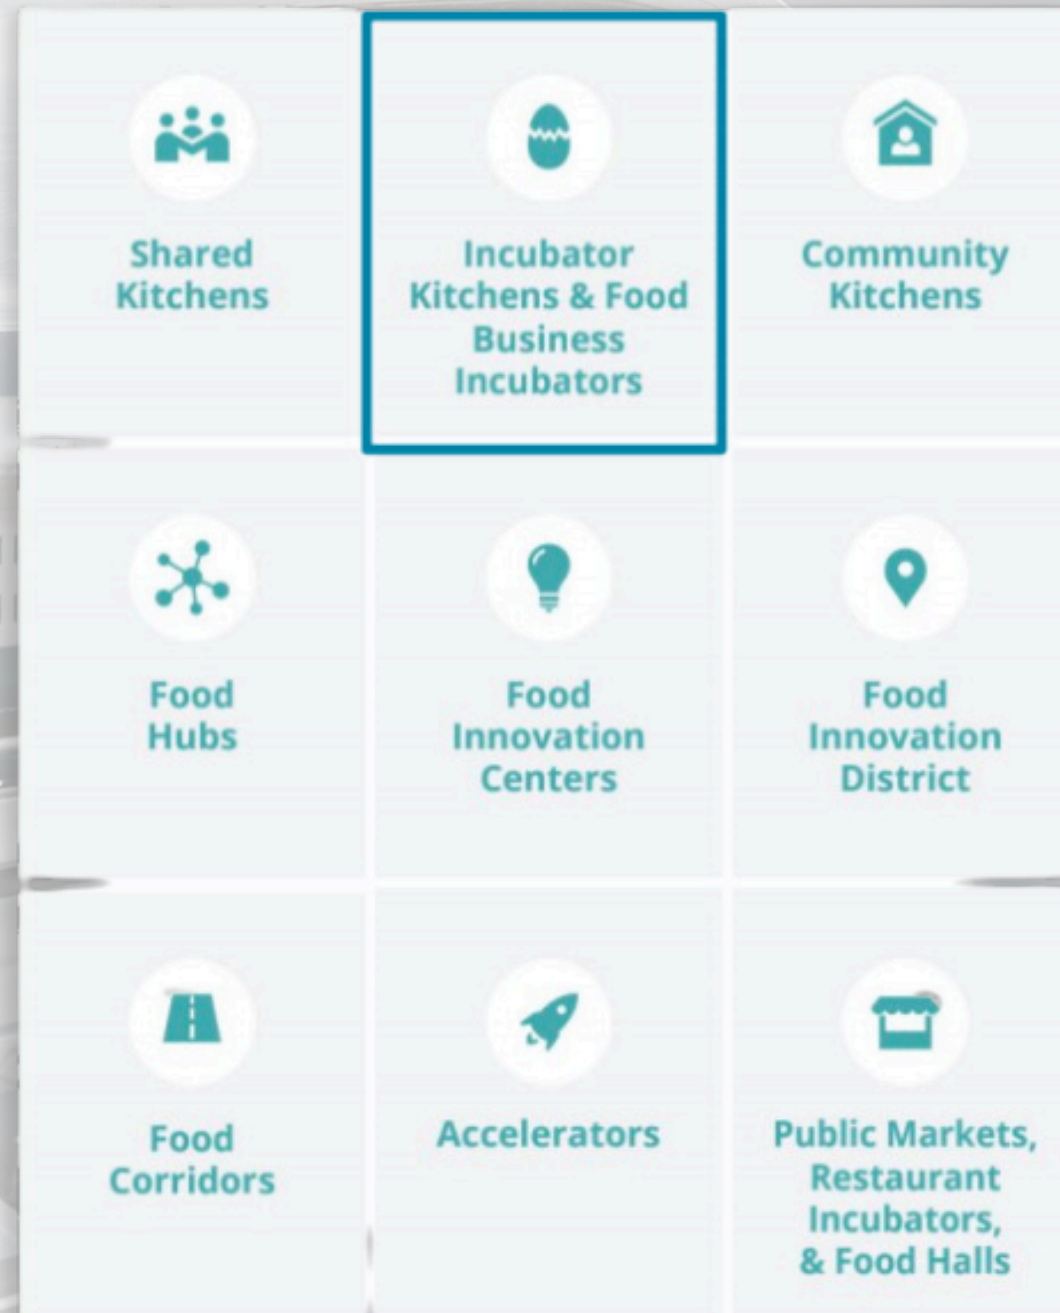 Shared
Kitchens
Incubator
Kitchens & Food
Business
Incubators
Community
Kitchens
Food
Hubs
Food
Innovation
Centers
Food
Innovation
District
Food
Corridors
Accelerators
Public Markets,
Restaurant
Incubators,
& Food Halls